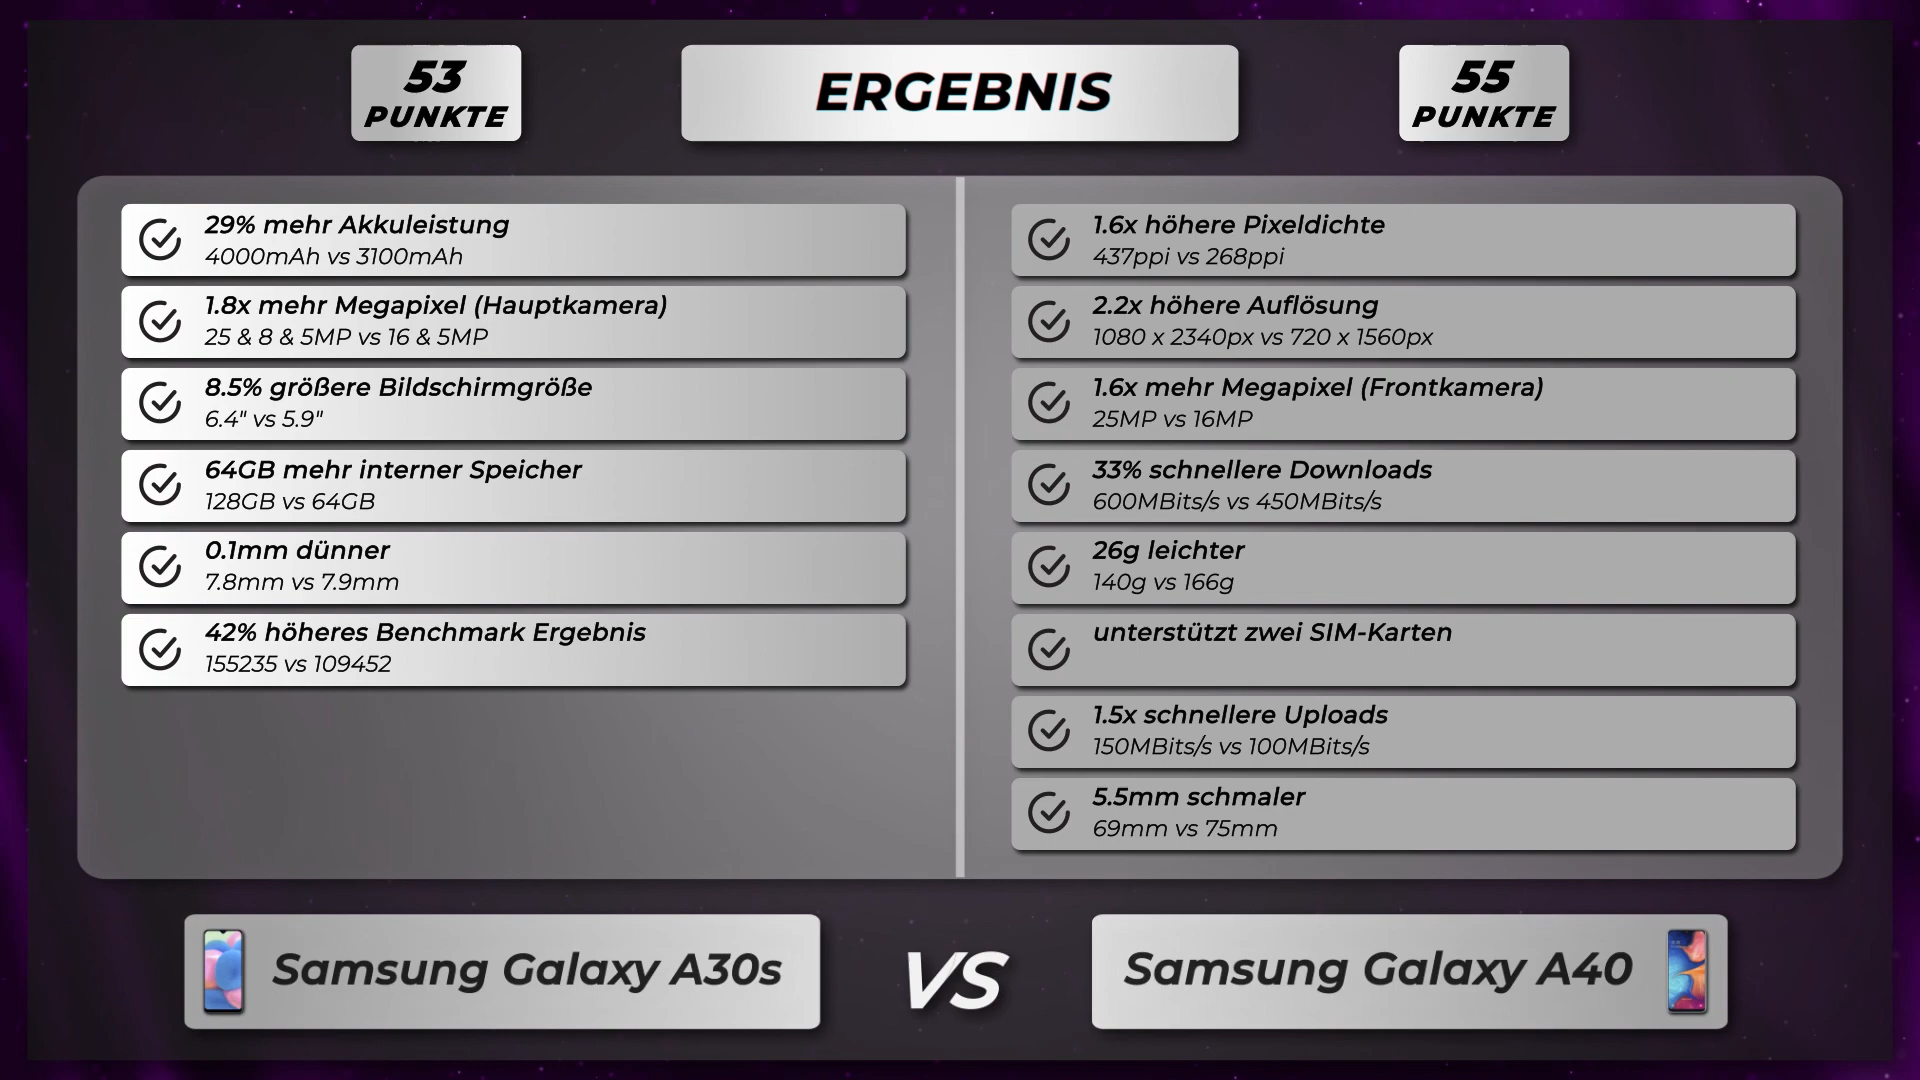 53
PUNKTE
ERGEBNIS
55
PUNKTE
29% mehr Akkuleistung
4000mAh vs 3100mAh
1.8x mehr Megapixel (Hauptkamera)
25 & 8 & 5MP vs 16 & 5MP
8.5% größere Bildschirmgröße
6.4" vs 5.9"
64GB mehr interner Speicher
128GB vs 64GB
0.1mm dünner
7.8mm vs 7.9mm
42% höheres Benchmark Ergebnis
155235 vs 109452
1.6x höhere Pixeldichte
437ppi vs 268ppi
2.2x höhere Auflösung
1080 x 2340px vs 720 x 1560px
1.6x mehr Megapixel (Frontkamera)
25MP vs 16MP
33% schnellere Downloads
600MBits/s vs 450MBits/s
26g leichter
140g vs 166g
unterstützt zwei SIM-Karten
1.5x schnellere Uploads
150MBits/s vs 100MBits/s
5.5mm schmaler
69mm vs 75mm
Samsung Galaxy A30s
VS
Samsung Galaxy A40